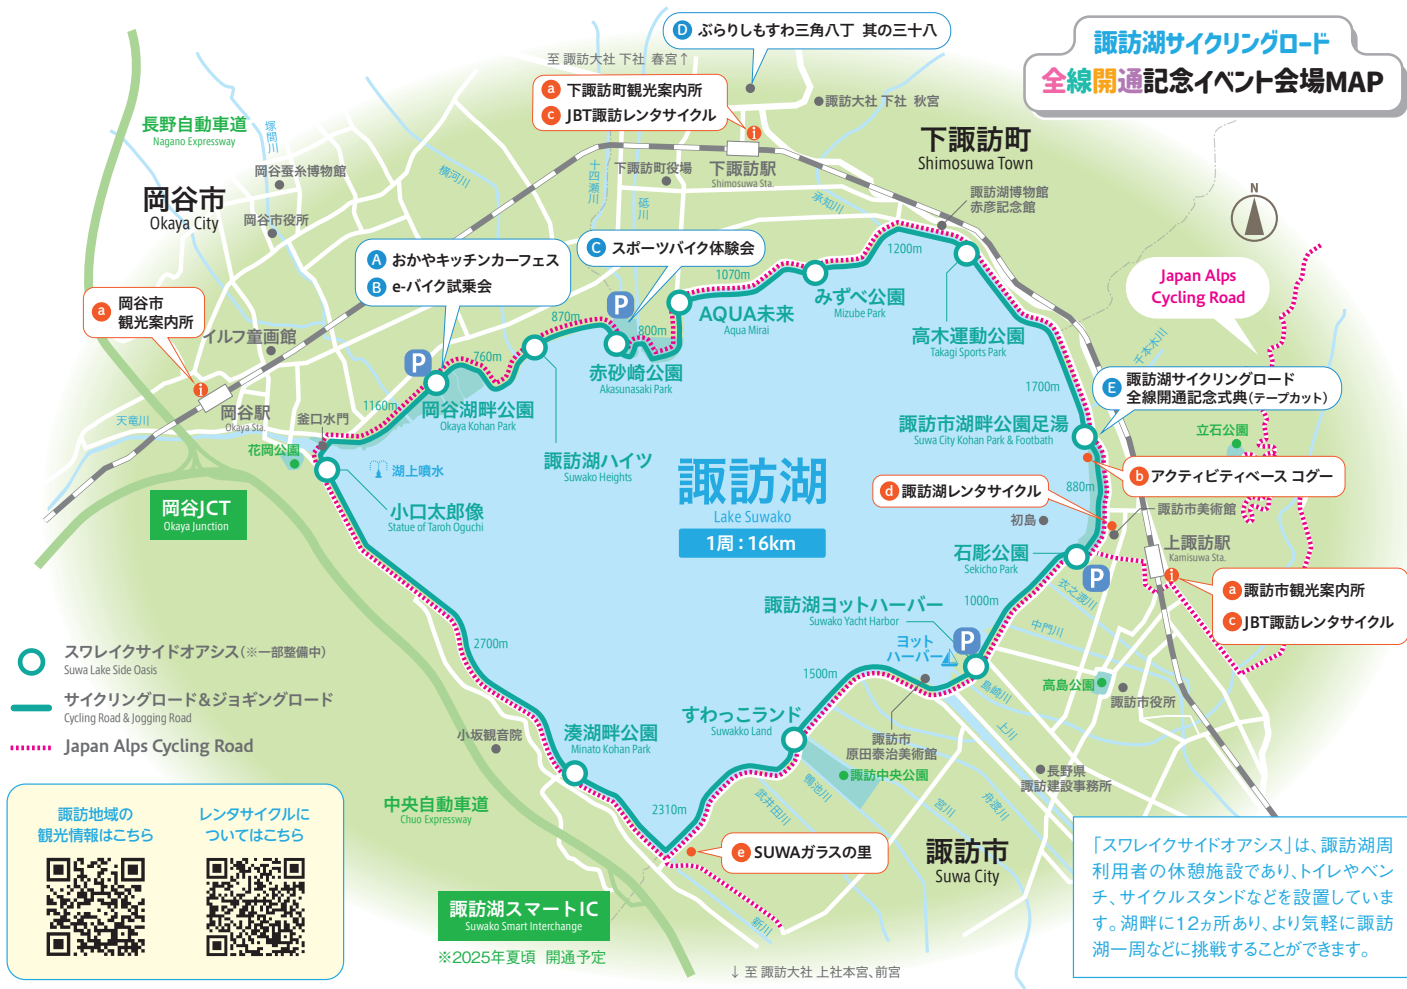 諏訪湖サイクリングロード
全線開通記念イベント会場MAP
D ぶらりしもすわ三角八丁 其の三十八
至 諏訪大社 下社 春宮↑
a 下諏訪町観光案内所
c JBT諏訪レンタサイクル
諏訪大社 下社 秋宮
長野自動車道
Nagano Expressway
塚間川
岡谷蚕糸博物館
横河川
十四瀬川
砥川
下諏訪町役場
下諏訪駅
Shimosuwa Sta.
承知川
下諏訪町
Shimosuwa Town
諏訪湖博物館
赤彦記念館
N
岡谷市
Okaya City
岡谷市役所
A おかやキッチンカーフェス
B e-バイク試乗会
C スポーツバイク体験会
1070m
1200m
Japan Alps
Cycling Road
a 岡谷市
観光案内所
イルフ童画館
P
P
870m
800m
760m
1160m
AQUA未来
Aqua Mirai
みずべ公園
Mizube Park
高木運動公園
Takagi Sports Park
千本木川
赤砂崎公園
Akasunasaki Park
1700m
E 諏訪湖サイクリングロード
全線開通記念式典(テープカット)
i
i
岡谷駅
Okaya Sta.
釜口水門
天竜川
花岡公園
岡谷湖畔公園
Okaya Kohan Park
諏訪湖ハイツ
Suwako Heights
諏訪市湖畔公園足湯
Suwa City Kohan Park & Footbath
立石公園
湖上噴水
諏訪湖
Lake Suwako
1周:16km
b アクティビティベース コグー
d 諏訪湖レンタサイクル
880m
初島
諏訪市美術館
岡谷JCT
Okaya Junction
小口太郎像
Statue of Taroh Oguchi
石彫公園
Sekicho Park
P
上諏訪駅
Kamisuwa Sta.
i
a 諏訪市観光案内所
c JBT諏訪レンタサイクル
衣之渡川
1000m
諏訪湖ヨットハーバー
Suwako Yacht Harbor
P
ヨット
ハーバー
中門川
高島公園
諏訪市役所
島崎川
上川
2700m
1500m
スワレイクサイドオアシス(※一部整備中)
Suwa Lake Side Oasis
サイクリングロード&ジョギングロード
Cycling Road & Jogging Road
Japan Alps Cycling Road
小坂観音院
湊湖畔公園
Minato Kohan Park
すわっこランド
Suwakko Land
諏訪市
原田泰治美術館
諏訪中央公園
長野県
諏訪建設事務所
鴨池川
武井田川
宮川
舟渡川
中央自動車道
Chuo Expressway
2310m
e SUWAガラスの里
諏訪市
Suwa City
新川
諏訪湖スマートIC
Suwako Smart Interchange
※2025年夏頃 開通予定
↓至 諏訪大社 上社本宮、前宮
諏訪地域の
観光情報はこちら
レンタサイクルに
ついてはこちら
「スワレイクサイドオアシス」は、諏訪湖周
利用者の休憩施設であり、トイレやベン
チ、サイクルスタンドなどを設置していま
す。湖畔に12ヵ所あり、より気軽に諏訪
湖一周などに挑戦することができます。